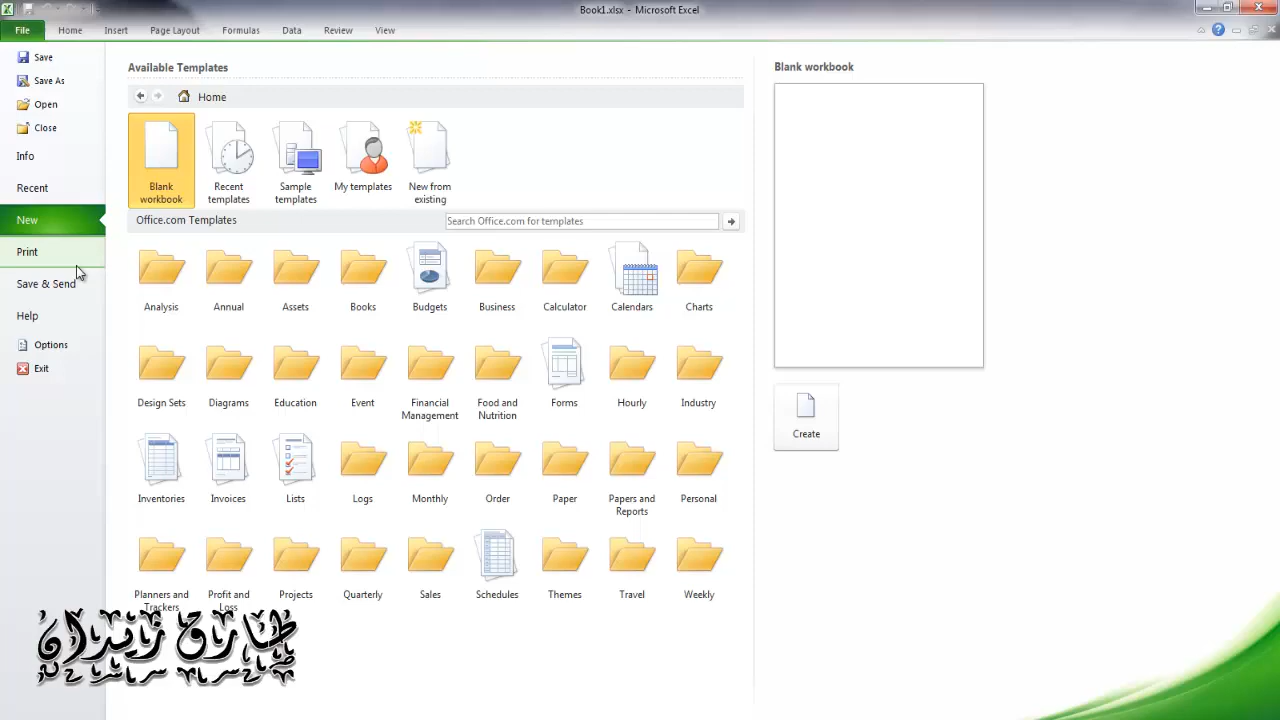 Book1.xlsx - Microsoft Excel
File Home Insert Page Layout Formulas Data Review View
Save
Save As
Open
Close
Info
Recent
New
Print
Save & Send
Help
Options
Exit
Available Templates
Home
Blank workbook
Recent templates
Sample templates
My templates
New from existing
Office.com Templates
Search Office.com for templates
Analysis Annual Assets Books Budgets Business Calculator Calendars Charts
Design Sets Diagrams Education Event Financial Management Food and Nutrition Forms Hourly Industry
Inventories Invoices Lists Logs Monthly Order Paper Papers and Reports Personal
Planners and Trackers Profit and Loss Projects Quarterly Sales Schedules Themes Travel Weekly
Blank workbook
Create
طارق زيدان